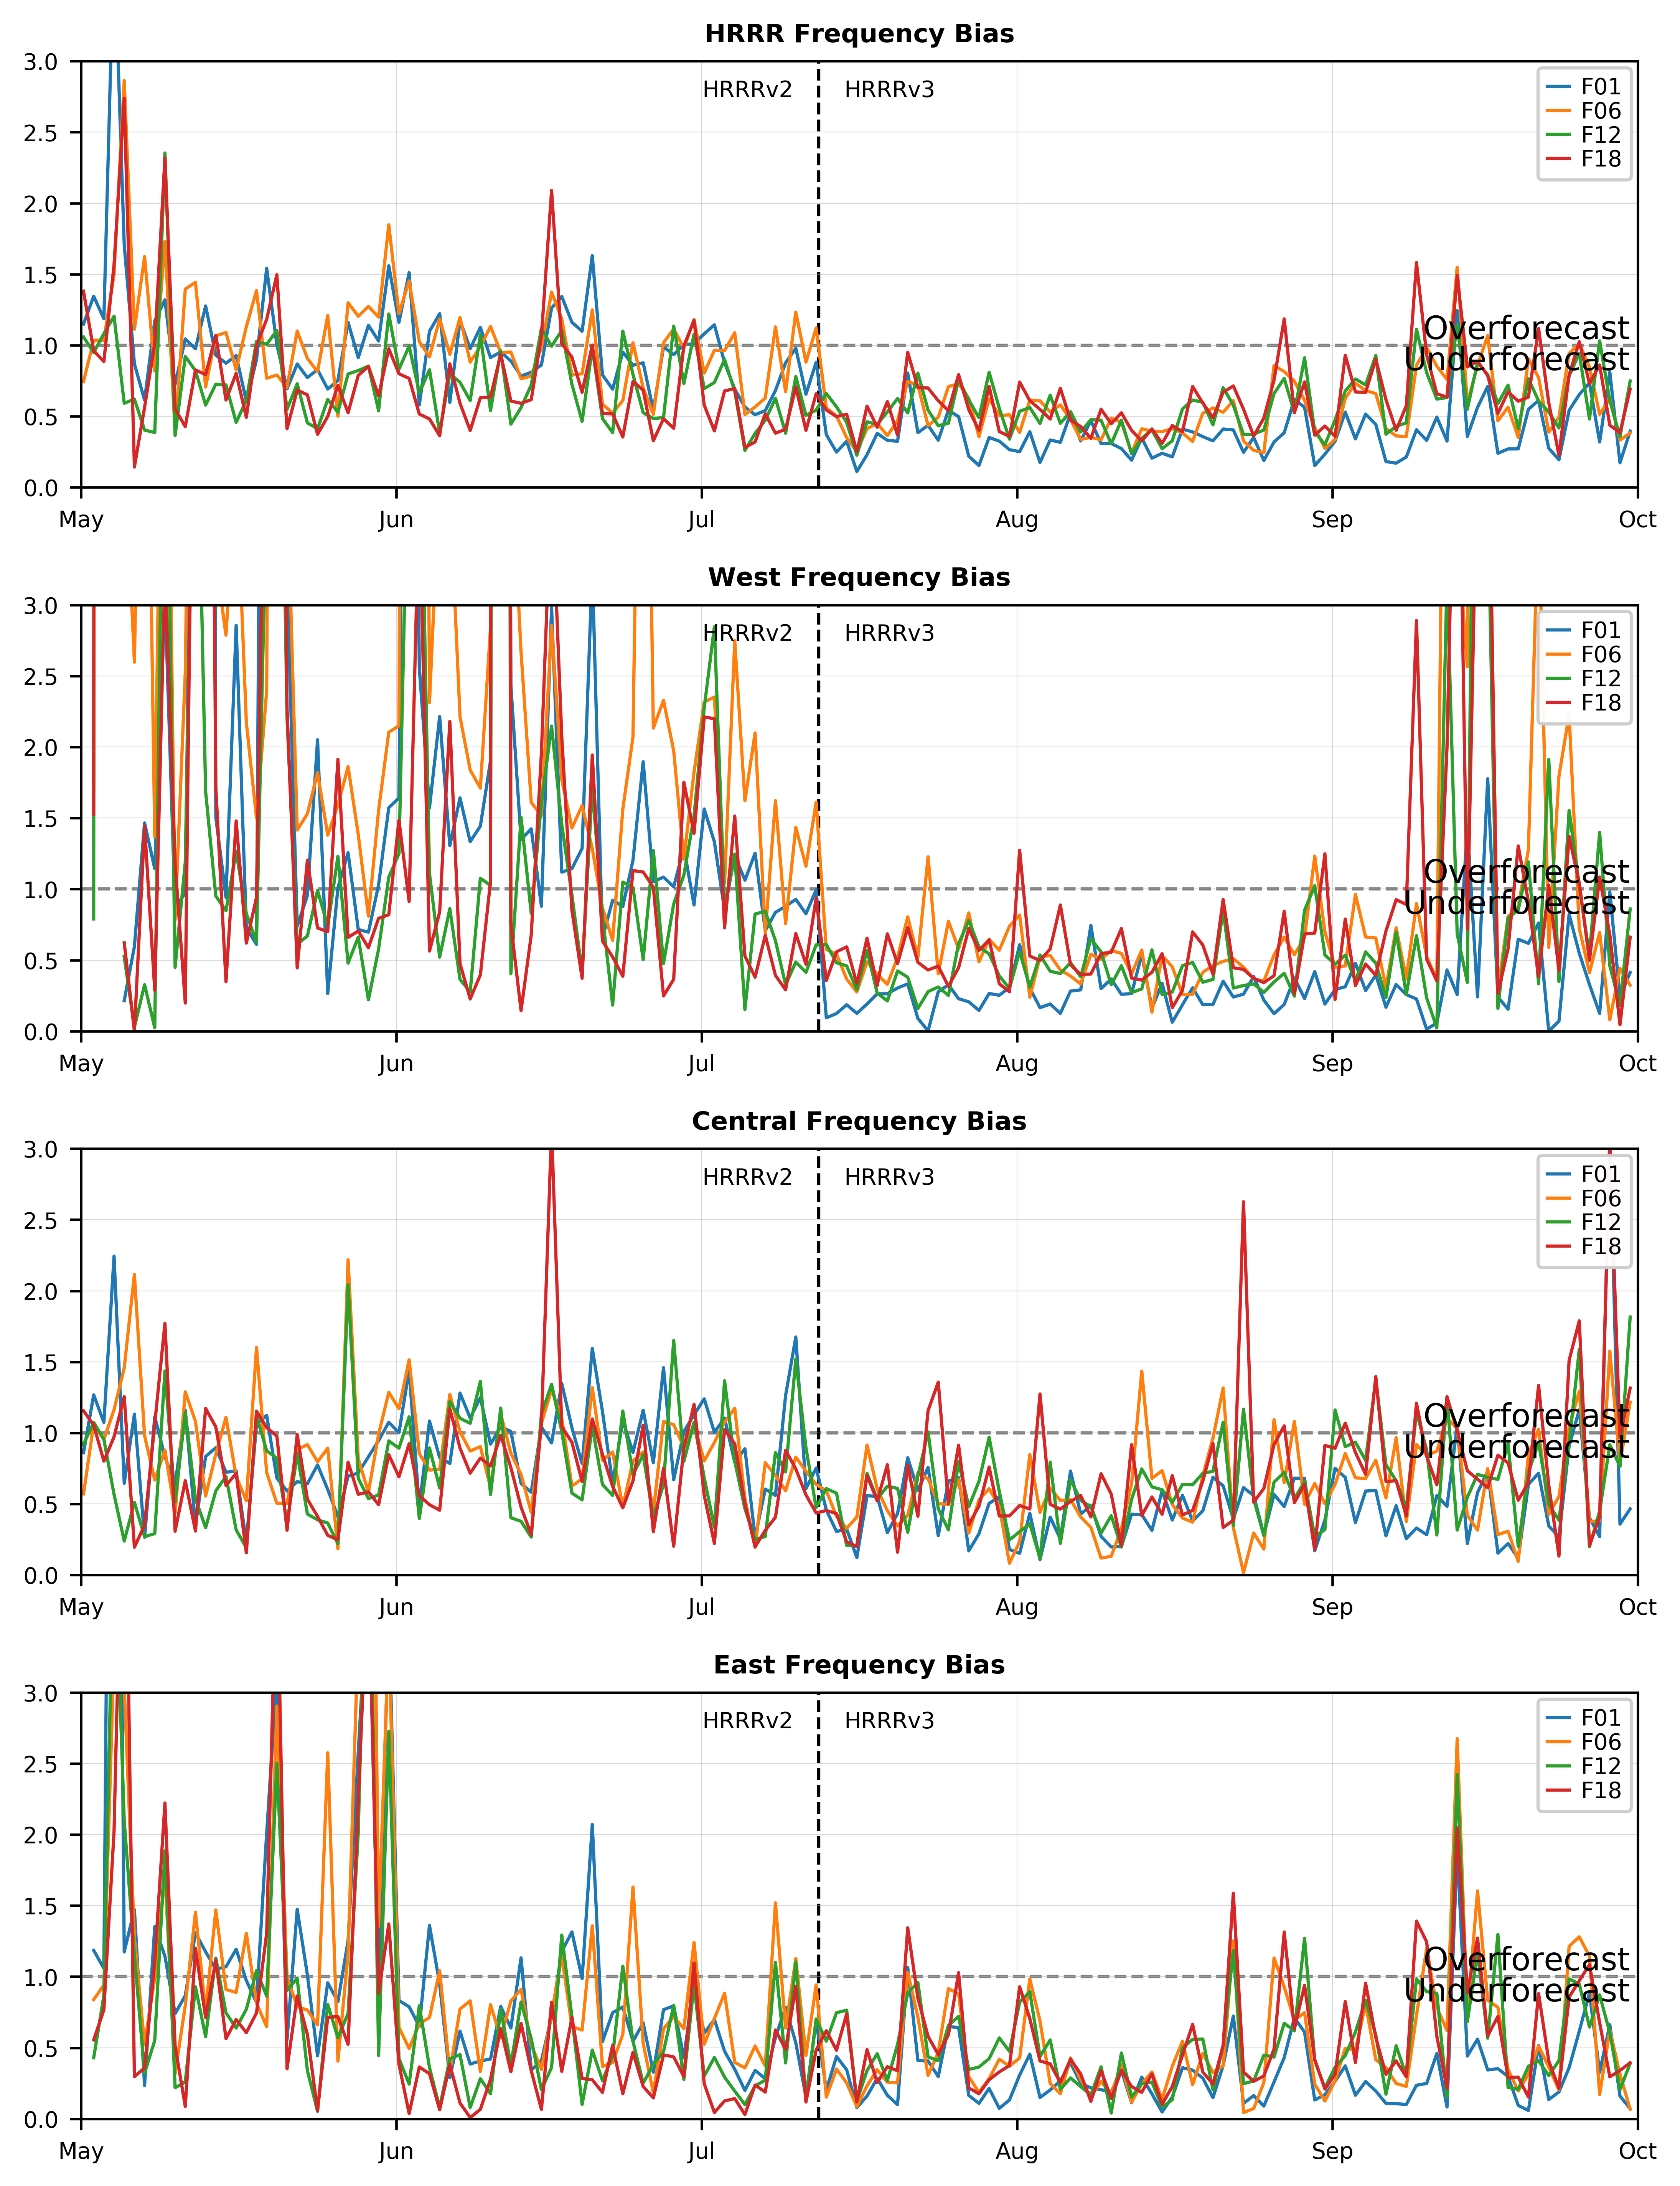 HRRR Frequency Bias
3.0
HRRRv2
HRRRv3
F01
F06
F12
F18
2.5
2.0
1.5
1.0
Overforecast
Underforecast
0.5
0.0
May
Jun
Jul
Aug
Sep
Oct
West Frequency Bias
3.0
HRRRv2
HRRRv3
F01
F06
F12
F18
2.5
2.0
1.5
1.0
Overforecast
Underforecast
0.5
0.0
May
Jun
Jul
Aug
Sep
Oct
Central Frequency Bias
3.0
HRRRv2
HRRRv3
F01
F06
F12
F18
2.5
2.0
1.5
1.0
Overforecast
Underforecast
0.5
0.0
May
Jun
Jul
Aug
Sep
Oct
East Frequency Bias
3.0
HRRRv2
HRRRv3
F01
F06
F12
F18
2.5
2.0
1.5
1.0
Overforecast
Underforecast
0.5
0.0
May
Jun
Jul
Aug
Sep
Oct